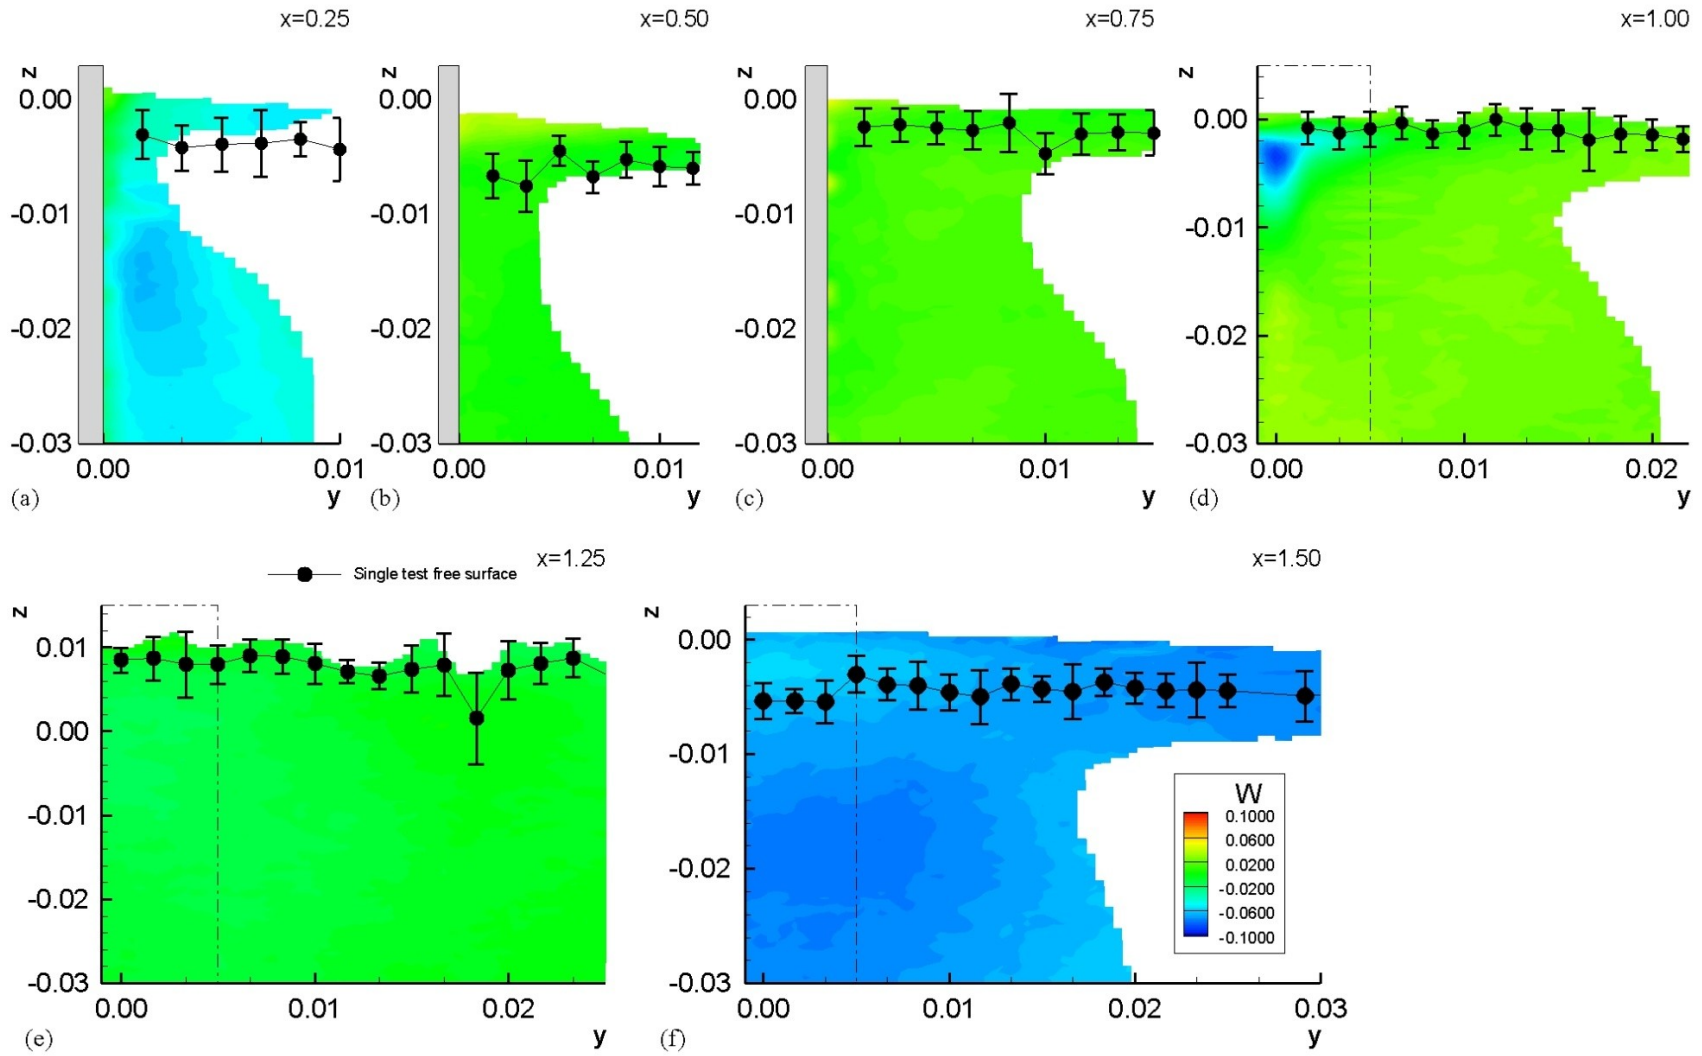 x=0.25
x=0.50
x=0.75
x=1.00
z
0.00
-0.01
-0.02
-0.03
0.00
0.01
(a)
y
z
0.00
-0.01
-0.02
-0.03
0.00
0.01
(b)
y
z
0.00
-0.01
-0.02
-0.03
0.00
0.01
(c)
y
z
0.00
-0.01
-0.02
-0.03
0.00
0.01
0.02
(d)
y
x=1.25
Single test free surface
z
0.01
0.00
-0.01
-0.02
-0.03
0.00
0.01
0.02
(e)
y
x=1.50
z
0.00
-0.01
-0.02
-0.03
0.00
0.01
0.02
0.03
(f)
y
W
0.1000
0.0600
0.0200
-0.0200
-0.0600
-0.1000